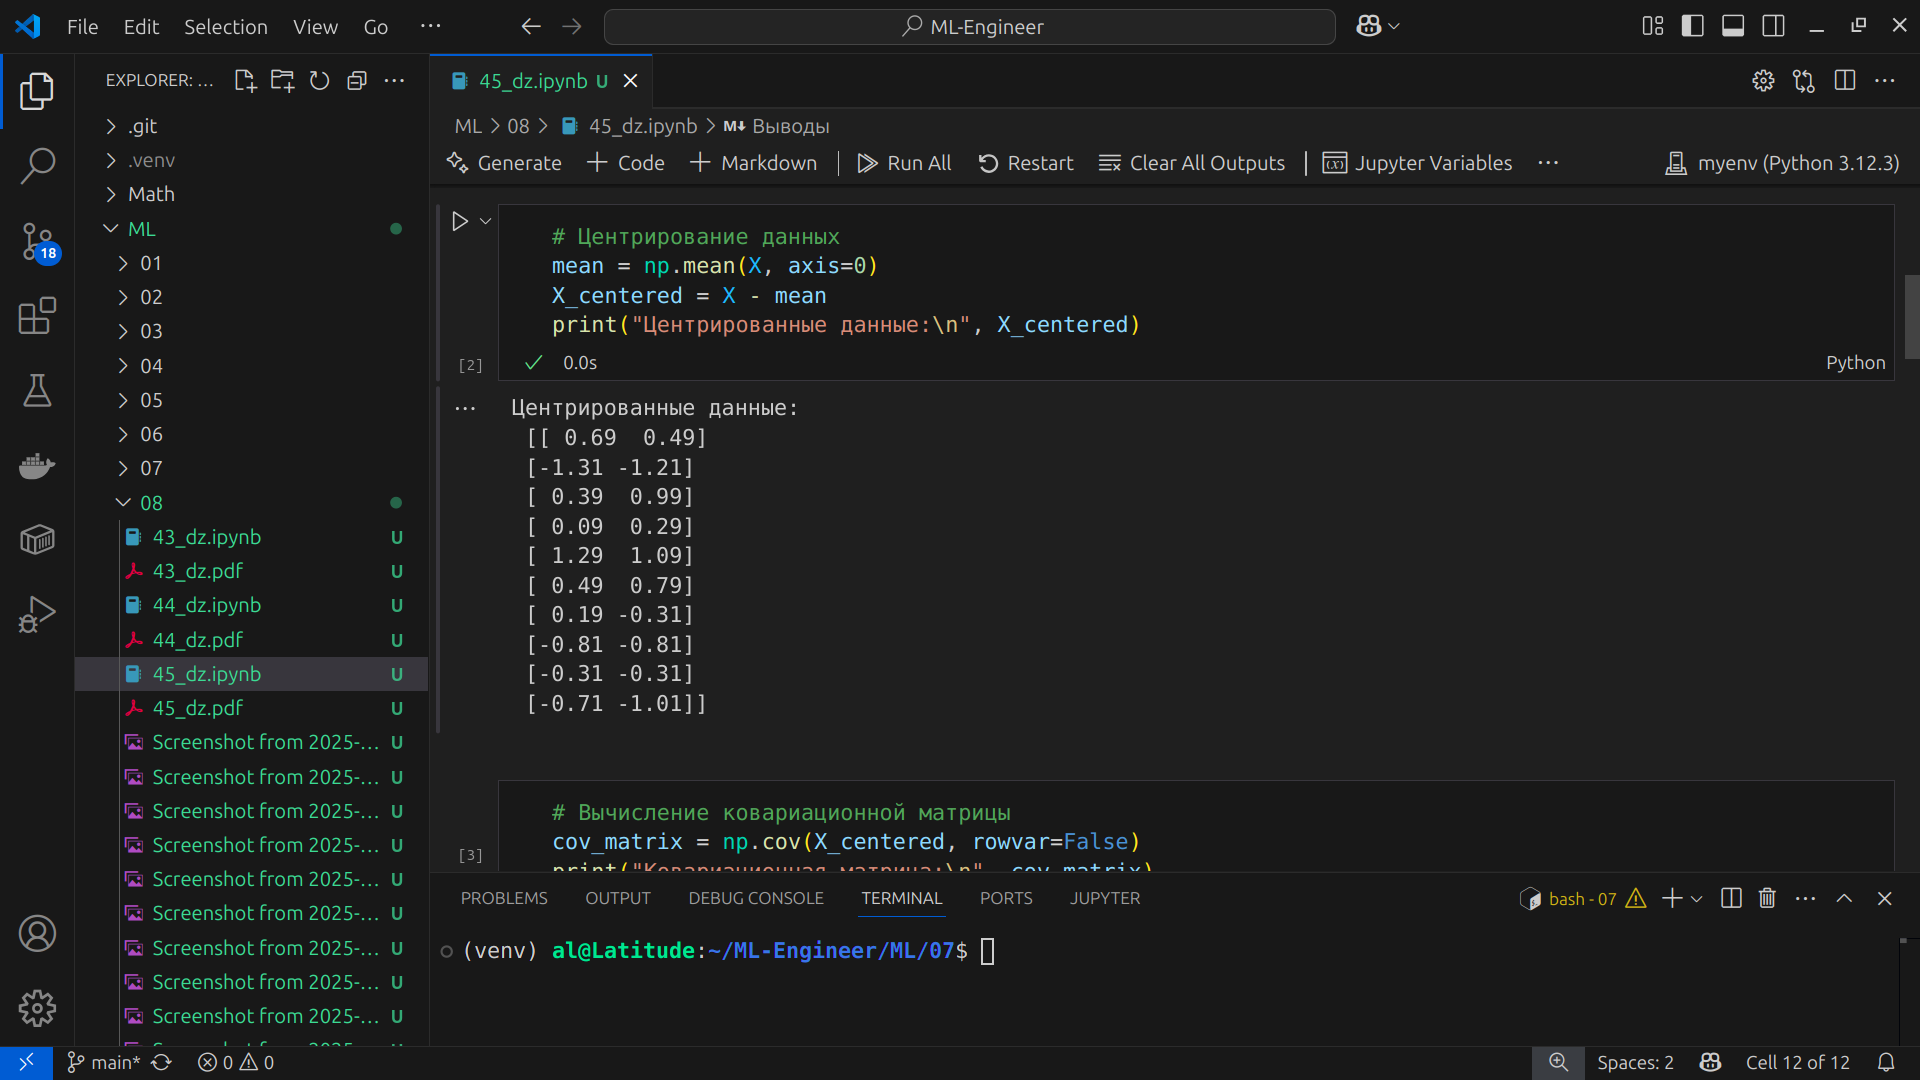 File Edit Selection View Go ...
ML-Engineer
EXPLORER: ...
.git
.venv
Math
ML
01
02
03
04
05
06
07
08
43_dz.ipynb U
43_dz.pdf U
44_dz.ipynb U
44_dz.pdf U
45_dz.ipynb U
45_dz.pdf U
Screenshot from 2025-... U
Screenshot from 2025-... U
Screenshot from 2025-... U
Screenshot from 2025-... U
Screenshot from 2025-... U
Screenshot from 2025-... U
Screenshot from 2025-... U
Screenshot from 2025-... U
Screenshot from 2025-... U
18
45_dz.ipynb U
ML > 08 > 45_dz.ipynb > M↓ Выводы
Generate + Code + Markdown | Run All Restart Clear All Outputs | Jupyter Variables ... myenv (Python 3.12.3)
# Центрирование данных
mean = np.mean(X, axis=0)
X_centered = X - mean
print("Центрированные данные:\n", X_centered)
[2] 0.0s Python
Центрированные данные:
[[ 0.69  0.49]
[-1.31 -1.21]
[ 0.39  0.99]
[ 0.09  0.29]
[ 1.29  1.09]
[ 0.49  0.79]
[ 0.19 -0.31]
[-0.81 -0.81]
[-0.31 -0.31]
[-0.71 -1.01]]
# Вычисление ковариационной матрицы
cov_matrix = np.cov(X_centered, rowvar=False)
[3]
print("Ковариационная матрица:\n", cov_matrix)
PROBLEMS OUTPUT DEBUG CONSOLE TERMINAL PORTS JUPYTER
bash - 07
(venv) al@Latitude:~/ML-Engineer/ML/07$
main* 0 0
Spaces: 2 Cell 12 of 12